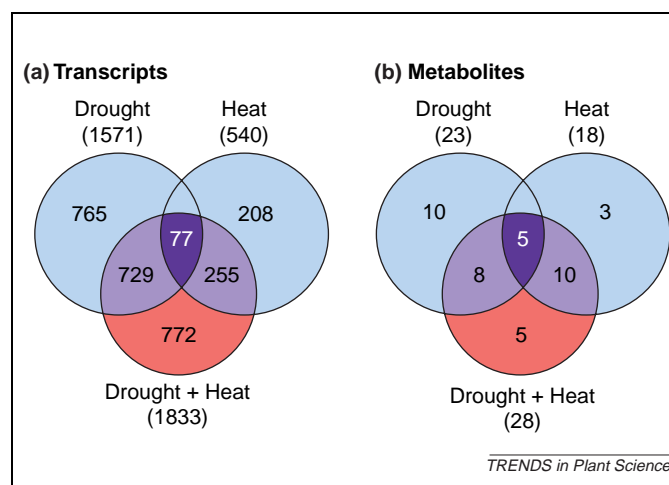 (a) Transcripts
Drought
(1571)
Heat
(540)
765
208
77
729
255
772
Drought + Heat
(1833)
(b) Metabolites
Drought
(23)
Heat
(18)
10
3
5
8
10
5
Drought + Heat
(28)
TRENDS in Plant Science